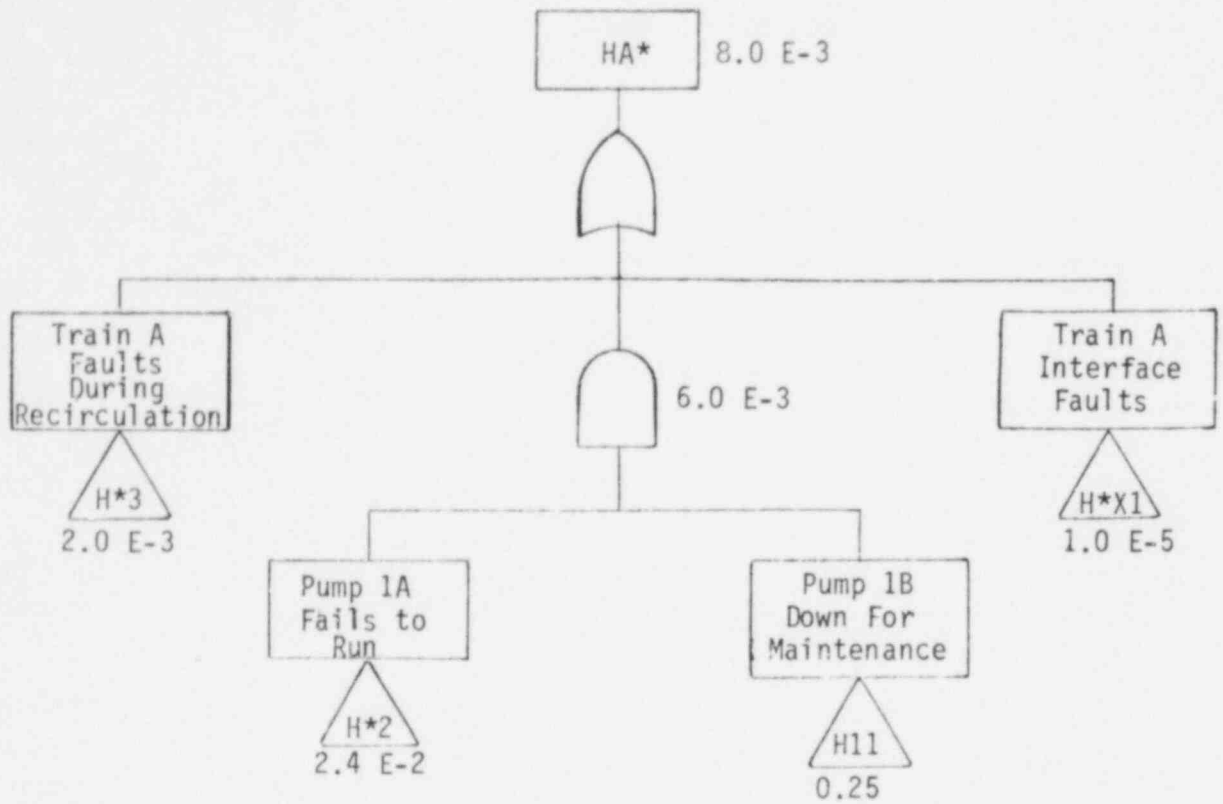 HA*
8.0 E-3
Train A
Faults
During
Recirculation
H*3
2.0 E-3
6.0 E-3
Train A
Interface
Faults
H*X1
1.0 E-5
Pump 1A
Fails to
Run
H*2
2.4 E-2
Pump 1B
Down For
Maintenance
H11
0.25